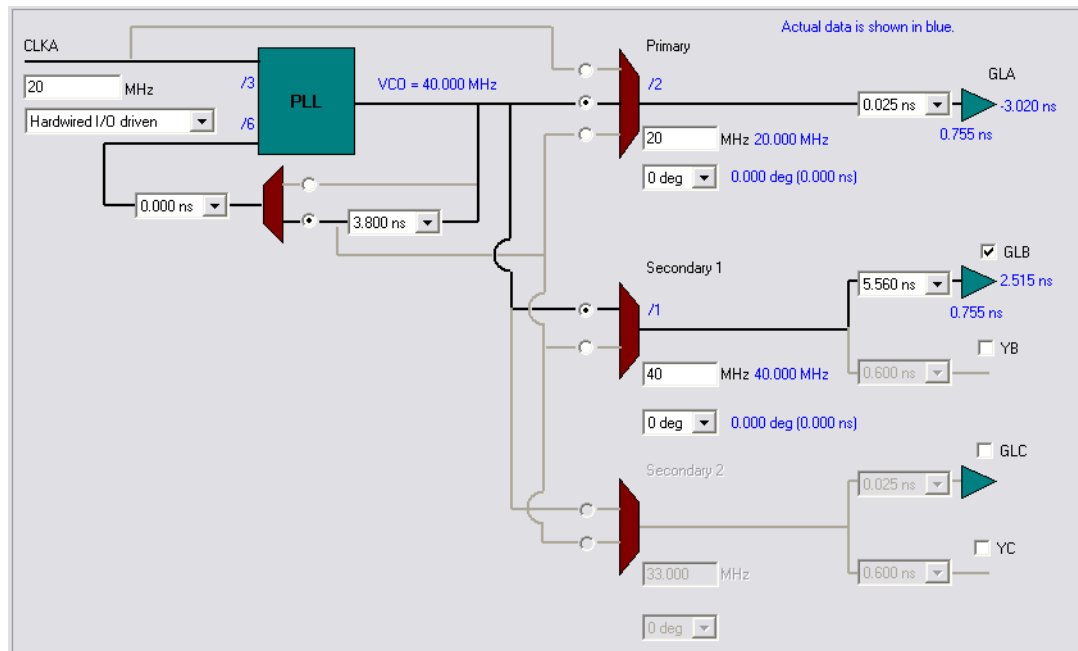 Actual data is shown in blue.
CLKA
Primary
20 MHz
/3
PLL
VCO = 40.000 MHz
/2
GLA
Hardwired I/O driven
/6
0.025 ns
-3.020 ns
0.755 ns
20 MHz 20.000 MHz
0 deg 0.000 deg (0.000 ns)
0.000 ns
3.800 ns
Secondary 1
GLB
5.560 ns
2.515 ns
/1
0.755 ns
YB
40 MHz 40.000 MHz
0.600 ns
0 deg 0.000 deg (0.000 ns)
Secondary 2
GLC
0.025 ns
YC
33.000 MHz
0.600 ns
0 deg